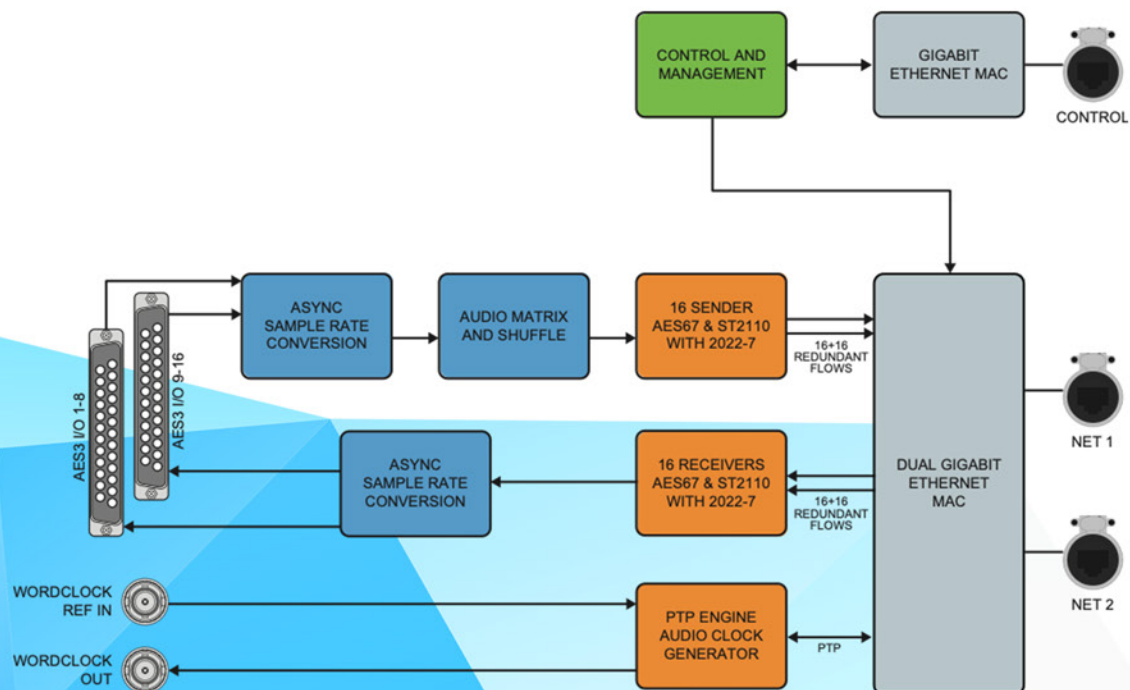 CONTROL AND
MANAGEMENT
GIGABIT
ETHERNET MAC
CONTROL
ASYNC
SAMPLE RATE
CONVERSION
AUDIO MATRIX
AND SHUFFLE
16 SENDER
AES67 & ST2110
WITH 2022-7
16+16
REDUNDANT
FLOWS
AES3 I/O 1-8
AES3 I/O 9-16
NET 1
ASYNC
SAMPLE RATE
CONVERSION
16 RECEIVERS
AES67 & ST2110
WITH 2022-7
16+16
REDUNDANT
FLOWS
DUAL GIGABIT
ETHERNET
MAC
NET 2
WORDCLOCK
REF IN
PTP ENGINE
AUDIO CLOCK
GENERATOR
PTP
WORDCLOCK
OUT